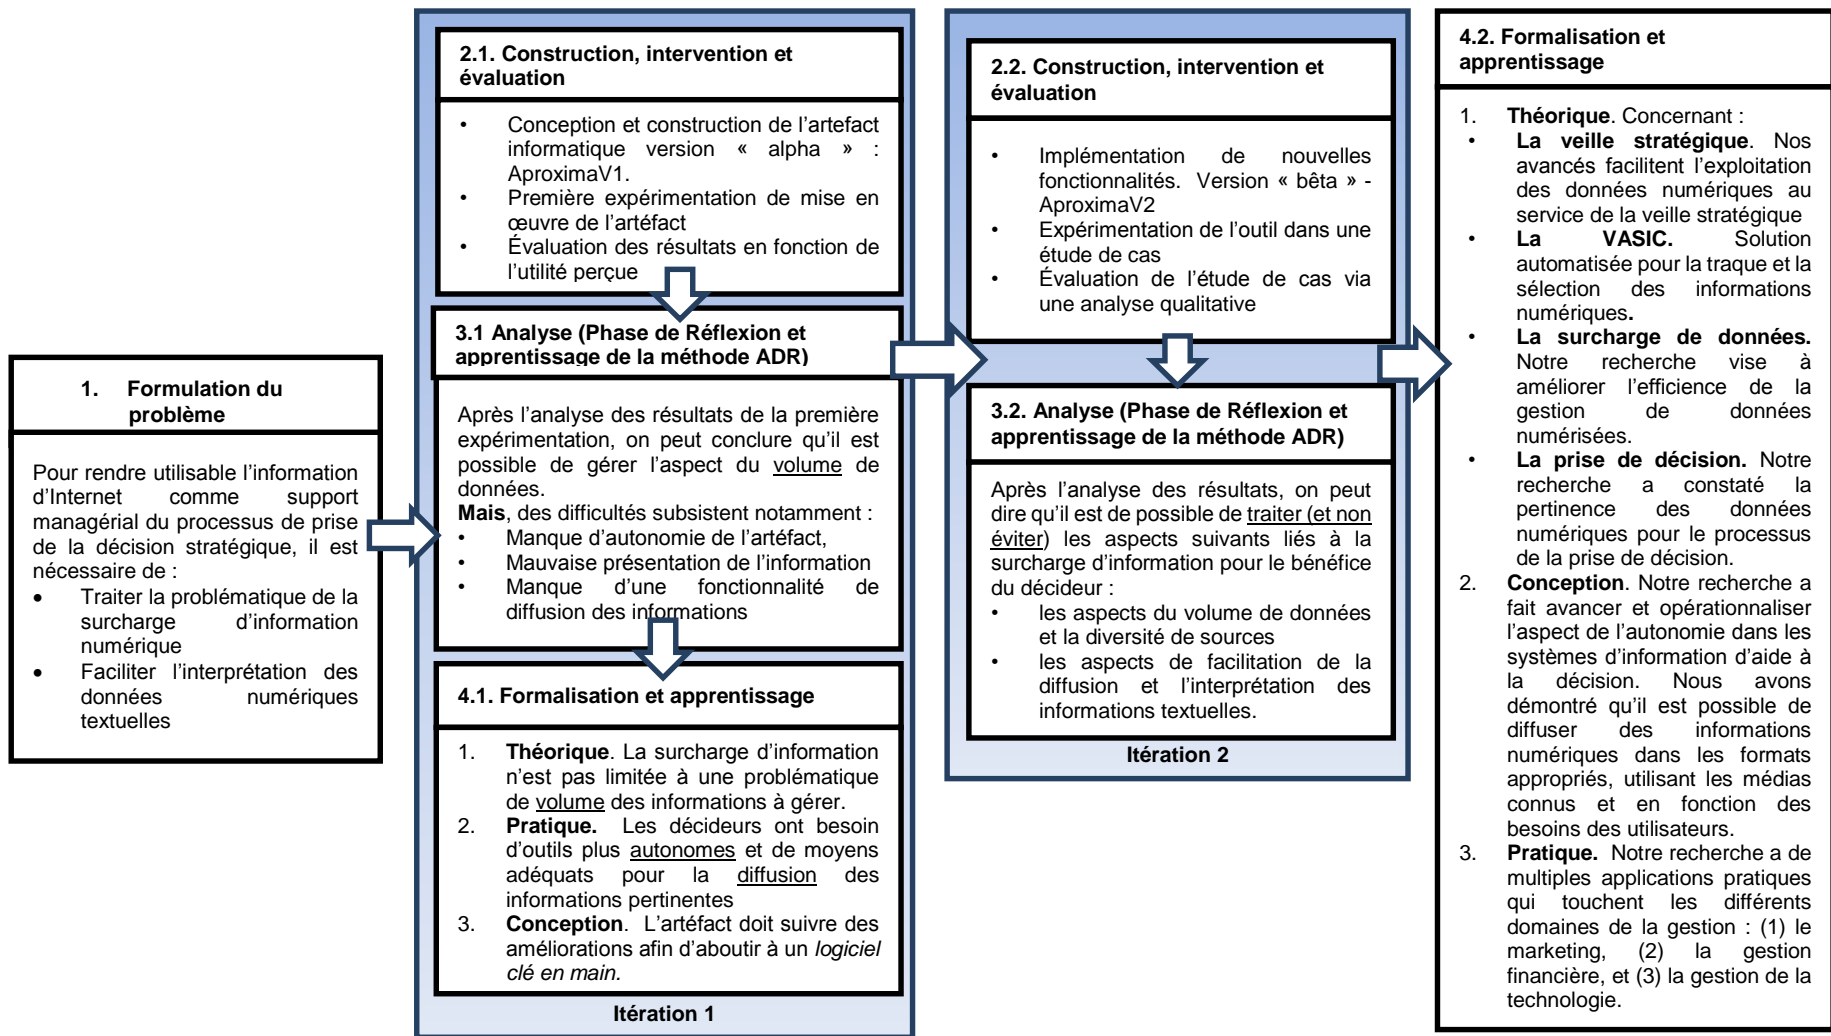 1. Formulation du
problème
Pour rendre utilisable l’information
d’Internet comme support
managérial du processus de prise
de la décision stratégique, il est
nécessaire de :
• Traiter la problématique de la
surcharge d’information
numérique
• Faciliter l’interprétation des
données numériques
textuelles
2.1. Construction, intervention et
évaluation
• Conception et construction de l’artefact
informatique version « alpha » :
AproximaV1.
• Première expérimentation de mise en
œuvre de l’artéfact
• Évaluation des résultats en fonction de
l’utilité perçue
3.1 Analyse (Phase de Réflexion et
apprentissage de la méthode ADR)
Après l’analyse des résultats de la première
expérimentation, on peut conclure qu’il est
possible de gérer l’aspect du volume de
données.
Mais, des difficultés subsistent notamment :
• Manque d’autonomie de l’artéfact,
• Mauvaise présentation de l’information
• Manque d’une fonctionnalité de
diffusion des informations
4.1. Formalisation et apprentissage
1. Théorique. La surcharge d’information
n’est pas limitée à une problématique
de volume des informations à gérer.
2. Pratique. Les décideurs ont besoin
d’outils plus autonomes et de moyens
adéquats pour la diffusion des
informations pertinentes
3. Conception. L’artéfact doit suivre des
améliorations afin d’aboutir à un logiciel
clé en main.
Itération 1
2.2. Construction, intervention et
évaluation
• Implémentation de nouvelles
fonctionnalités. Version « bêta » -
AproximaV2
• Expérimentation de l’outil dans une
étude de cas
• Évaluation de l’étude de cas via
une analyse qualitative
3.2. Analyse (Phase de Réflexion et
apprentissage de la méthode ADR)
Après l’analyse des résultats, on peut
dire qu’il est de possible de traiter (et non
éviter) les aspects suivants liés à la
surcharge d’information pour le bénéfice
du décideur :
• les aspects du volume de données
et la diversité de sources
• les aspects de facilitation de la
diffusion et l’interprétation des
informations textuelles.
Itération 2
4.2. Formalisation et
apprentissage
1. Théorique. Concernant :
• La veille stratégique. Nos
avancés facilitent l’exploitation
des données numériques au
service de la veille stratégique
• La VASIC. Solution
automatisée pour la traque et la
sélection des informations
numériques.
• La surcharge de données.
Notre recherche vise à
améliorer l’efficience de la
gestion de données
numérisées.
• La prise de décision. Notre
recherche a constaté la
pertinence des données
numériques pour le processus
de la prise de décision.
2. Conception. Notre recherche a
fait avancer et opérationnaliser
l’aspect de l’autonomie dans les
systèmes d’information d’aide à
la décision. Nous avons
démontré qu’il est possible de
diffuser des informations
numériques dans les formats
appropriés, utilisant les médias
connus et en fonction des
besoins des utilisateurs.
3. Pratique. Notre recherche a de
multiples applications pratiques
qui touchent les différents
domaines de la gestion : (1) le
marketing, (2) la gestion
financière, et (3) la gestion de la
technologie.